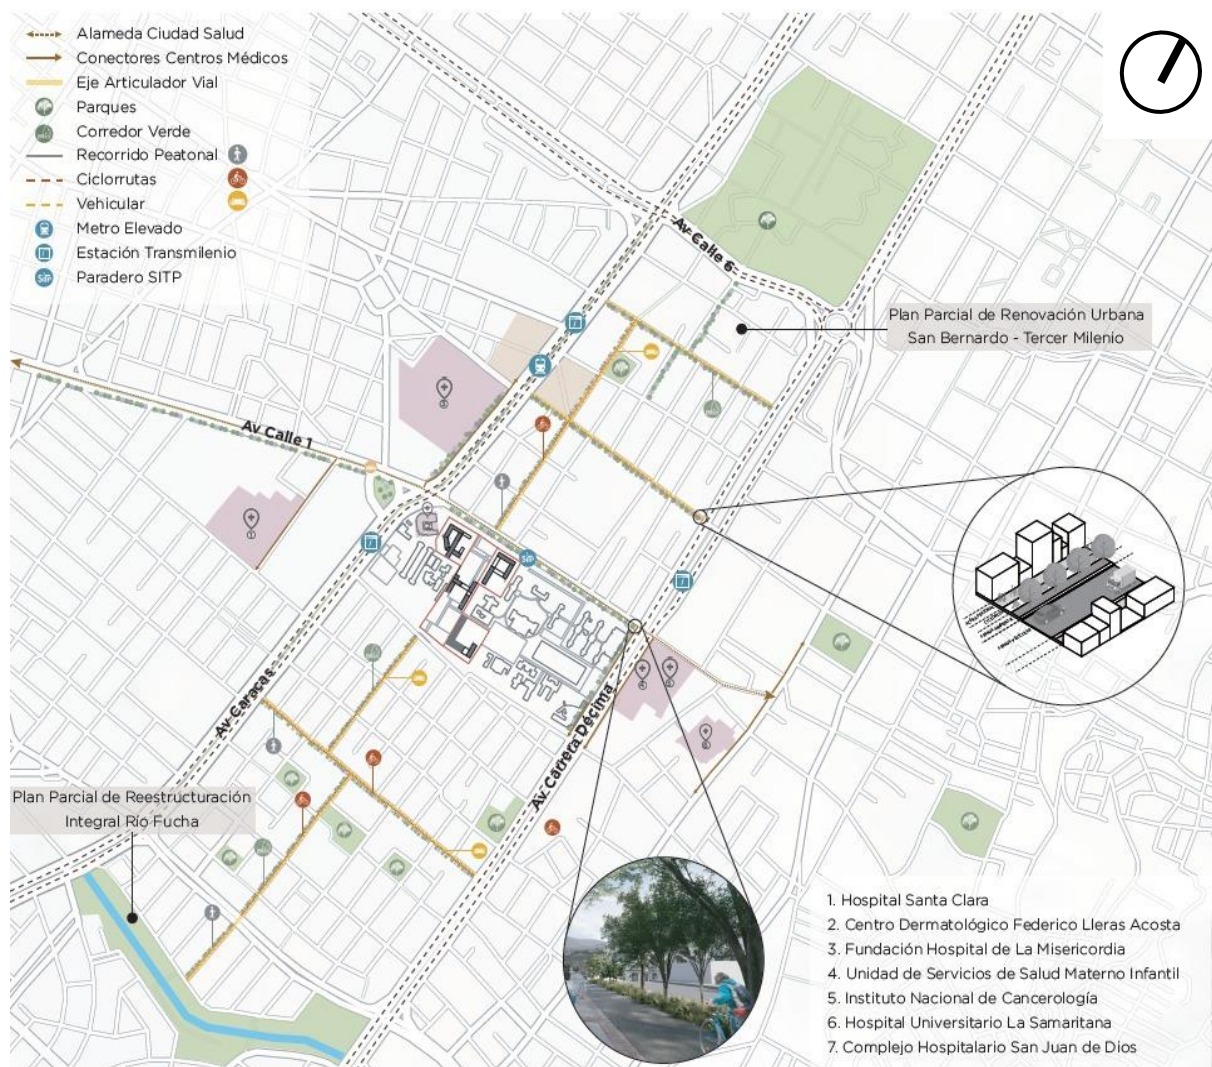 Alameda Ciudad Salud
Conectores Centros Médicos
Eje Articulador Vial
Parques
Corredor Verde
Recorrido Peatonal
Ciclorrutas
Vehicular
Metro Elevado
Estación Transmilenio
Paradero SITP
Av Calle 6
Plan Parcial de Renovación Urbana
San Bernardo - Tercer Milenio
Av Calle 1
Av Caracas
Av Carrera Décima
Plan Parcial de Reestructuración
Integral Río Fucha
1. Hospital Santa Clara
2. Centro Dermatológico Federico Lleras Acosta
3. Fundación Hospital de La Misericordia
4. Unidad de Servicios de Salud Materno Infantil
5. Instituto Nacional de Cancerología
6. Hospital Universitario La Samaritana
7. Complejo Hospitalario San Juan de Dios